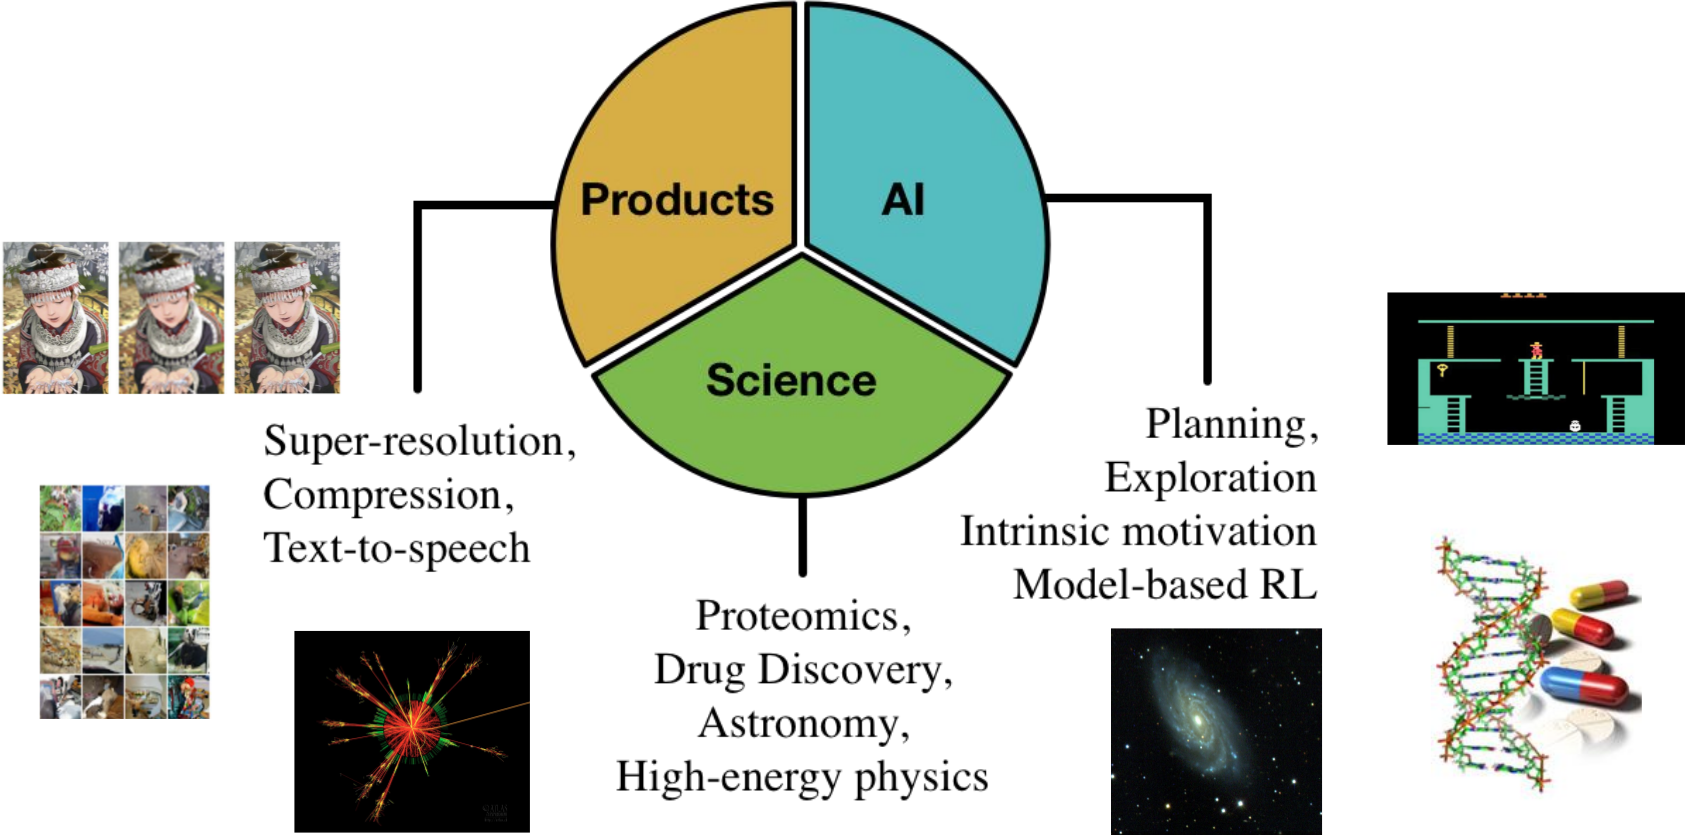 Products
AI
Science
Super-resolution,
Compression,
Text-to-speech
Planning,
Exploration
Intrinsic motivation
Model-based RL
Proteomics,
Drug Discovery,
Astronomy,
High-energy physics